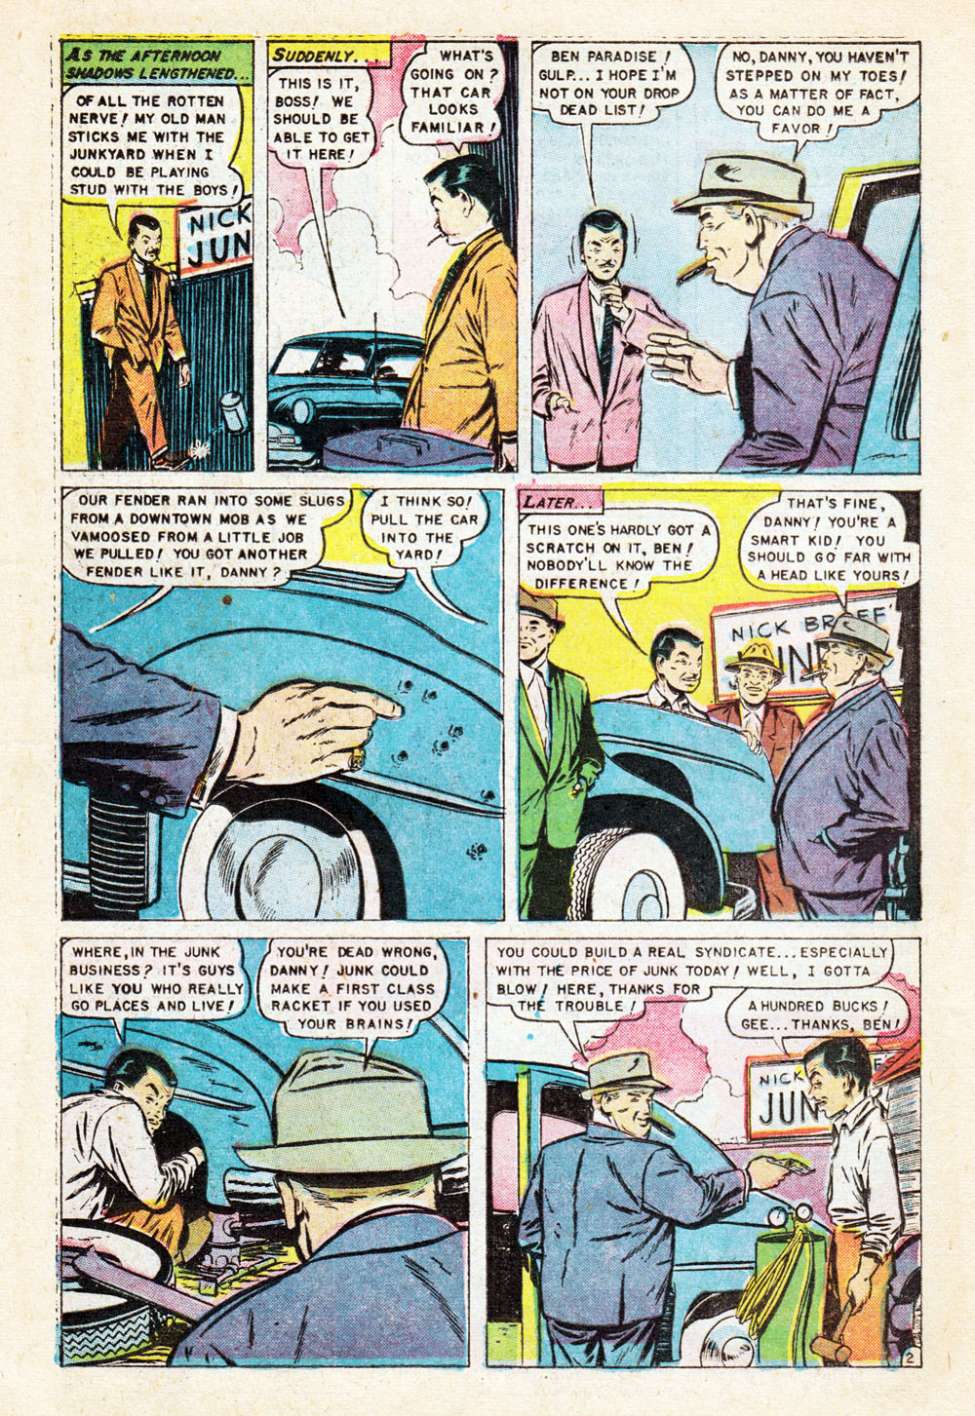 AS THE AFTERNOON
SHADOWS LENGTHENED...
OF ALL THE ROTTEN
NERVE! MY OLD MAN
STICKS ME WITH THE
JUNKYARD WHEN I
COULD BE PLAYING
STUD WITH THE BOYS!
NICK
JUN
SUDDENLY...
THIS IS IT,
BOSS! WE
SHOULD BE
ABLE TO GET
IT HERE!
WHAT'S
GOING ON?
THAT CAR
LOOKS
FAMILIAR!
BEN PARADISE!
GULP... I HOPE I'M
NOT ON YOUR DROP
DEAD LIST!
NO, DANNY, YOU HAVEN'T
STEPPED ON MY TOES!
AS A MATTER OF FACT,
YOU CAN DO ME A
FAVOR!
OUR FENDER RAN INTO SOME SLUGS
FROM A DOWNTOWN MOB AS WE
VAMOOSED FROM A LITTLE JOB
WE PULLED! YOU GOT ANOTHER
FENDER LIKE IT, DANNY?
I THINK SO!
PULL THE CAR
INTO THE
YARD!
LATER...
THIS ONE'S HARDLY GOT A
SCRATCH ON IT, BEN!
NOBODY'LL KNOW THE
DIFFERENCE!
THAT'S FINE,
DANNY! YOU'RE A
SMART KID! YOU
SHOULD GO FAR WITH
A HEAD LIKE YOURS!
NICK
WHERE, IN THE JUNK
BUSINESS? IT'S GUYS
LIKE YOU WHO REALLY
GO PLACES AND LIVE!
YOU'RE DEAD WRONG,
DANNY! JUNK COULD
MAKE A FIRST CLASS
RACKET IF YOU USED
YOUR BRAINS!
YOU COULD BUILD A REAL SYNDICATE...ESPECIALLY
WITH THE PRICE OF JUNK TODAY! WELL, I GOTTA
BLOW! HERE, THANKS FOR
THE TROUBLE!
A HUNDRED BUCKS!
GEE...THANKS, BEN!
NICK
JUN
2